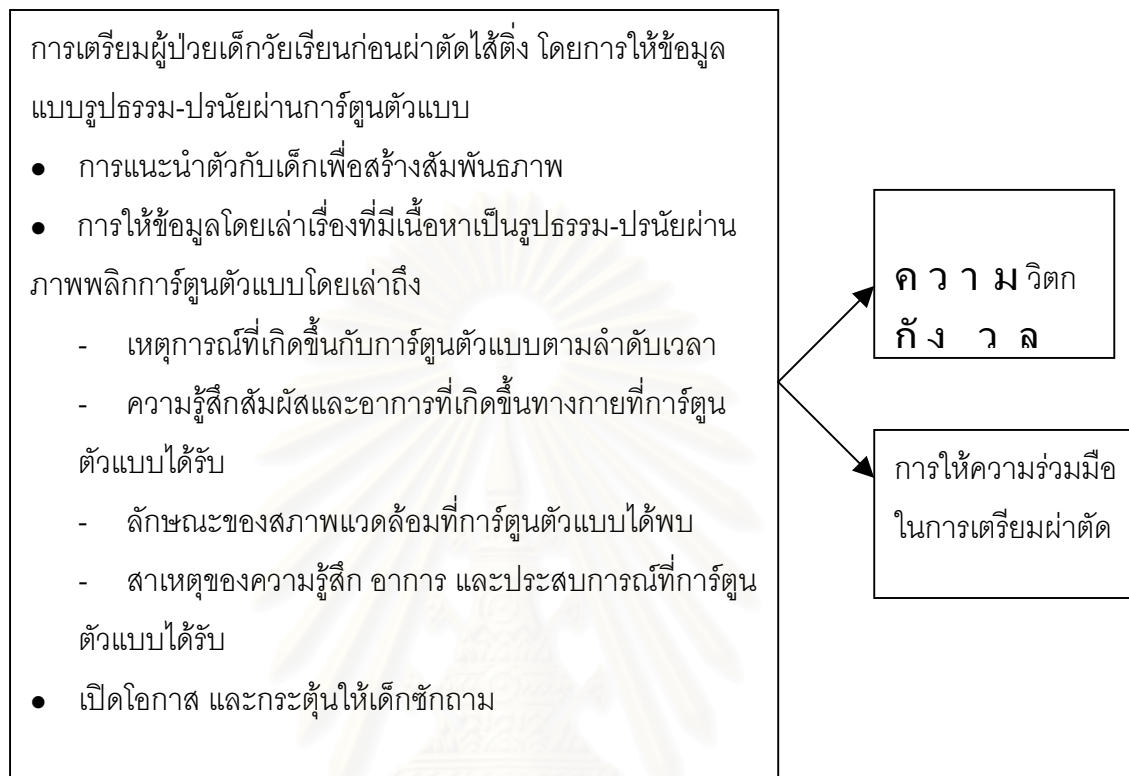 การเตรียมผู้ป่วยเด็กวัยเรียนก่อนผ่าตัดไส้ติ่ง โดยการให้ข้อมูล
แบบรูปธรรม-ปรนัยผ่านการ์ตูนตัวแบบ
● การแนะนำตัวกับเด็กเพื่อสร้างสัมพันธภาพ
● การให้ข้อมูลโดยเล่าเรื่องที่มีเนื้อหาเป็นรูปธรรม-ปรนัยผ่าน
ภาพพลิกการ์ตูนตัวแบบโดยเล่าถึง
- เหตุการณ์ที่เกิดขึ้นกับการ์ตูนตัวแบบตามลำดับเวลา
- ความรู้สึกสัมผัสและอาการที่เกิดขึ้นทางกายที่การ์ตูน
ตัวแบบได้รับ
- ลักษณะของสภาพแวดล้อมที่การ์ตูนตัวแบบได้พบ
- สาเหตุของความรู้สึก อาการ และประสบการณ์ที่การ์ตูน
ตัวแบบได้รับ
● เปิดโอกาส และกระตุ้นให้เด็กซักถาม
ค ว า ม วิตก
กัง ว ล
การให้ความร่วมมือ
ในการเตรียมผ่าตัด